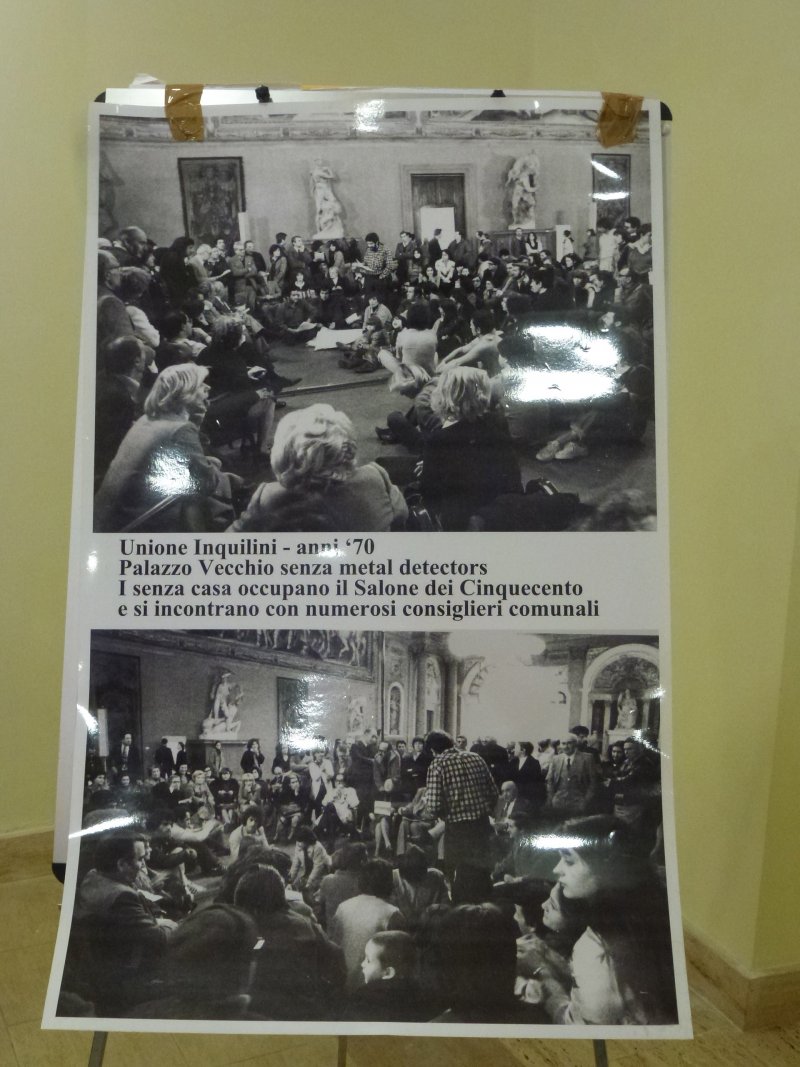 Unione Inquilini - anni ‘70
Palazzo Vecchio senza metal detectors
I senza casa occupano il Salone dei Cinquecento
e si incontrano con numerosi consiglieri comunali